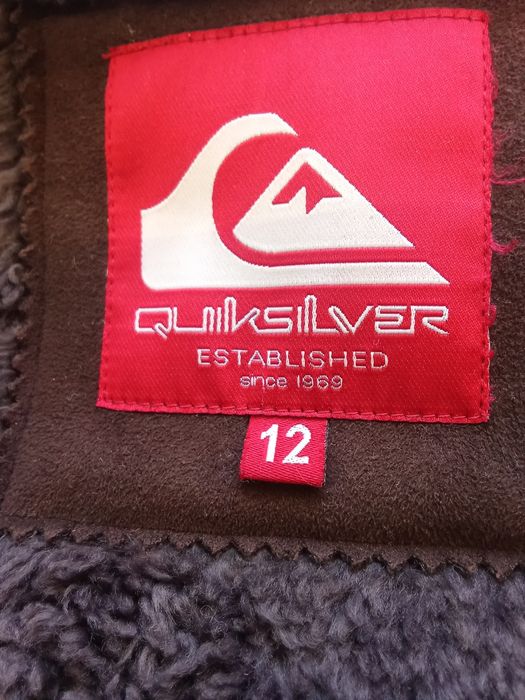 QUIKSILVER
ESTABLISHED
since 1969
12